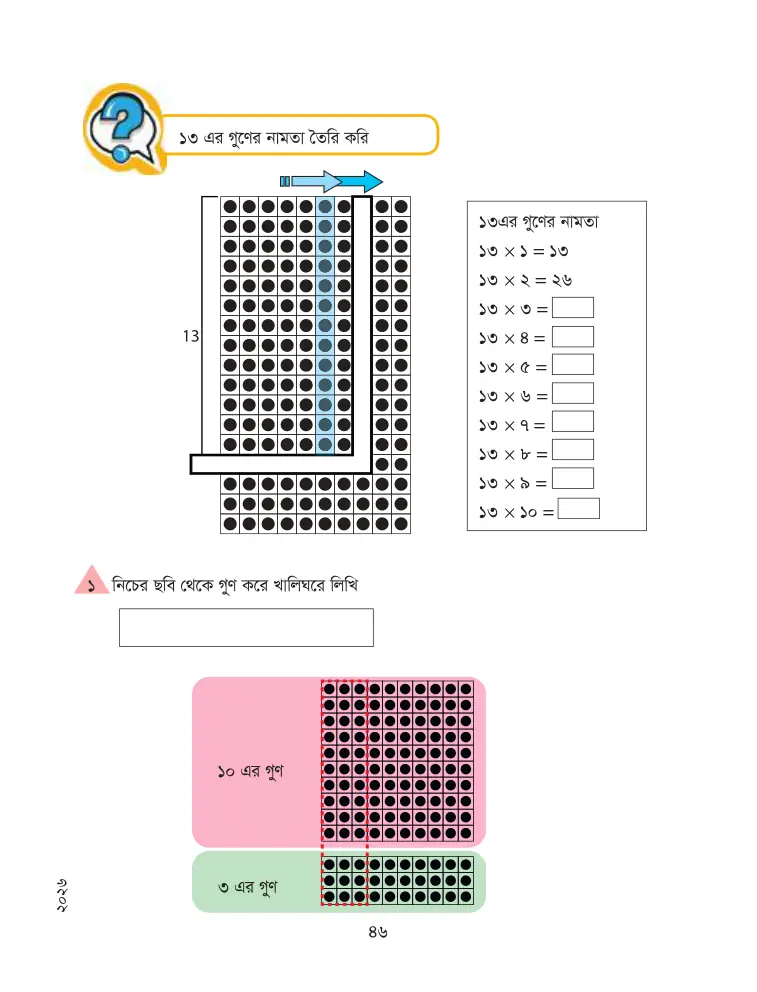 ১৩ এর গুণের নামতা তৈরি করি
13
১৩এর গুণের নামতা
১৩ × ১ = ১৩
১৩ × ২ = ২৬
১৩ × ৩ =
১৩ × ৪ =
১৩ × ৫ =
১৩ × ৬ =
১৩ × ৭ =
১৩ × ৮ =
১৩ × ৯ =
১৩ × ১০ =
১ নিচের ছবি থেকে গুণ করে খালিঘরে লিখি
১০ এর গুণ
৩ এর গুণ
২০২৬
৪৬